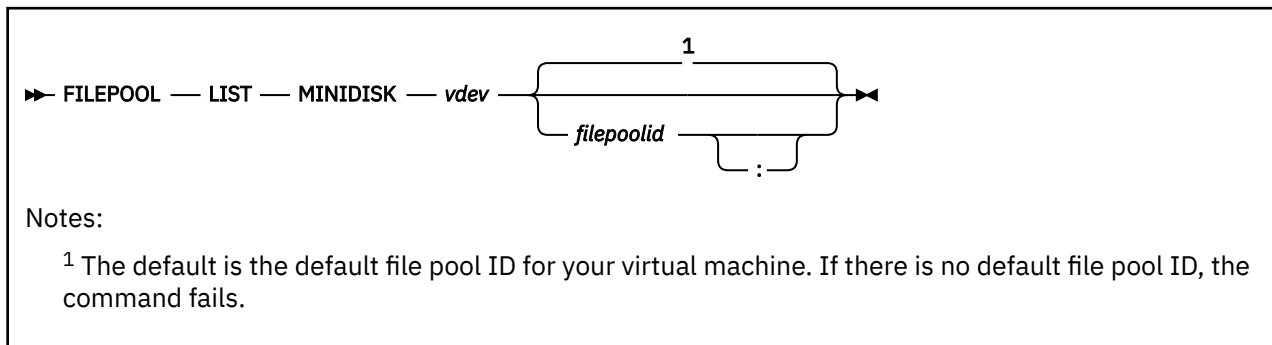 1
FILEPOOL LIST MINIDISK vdev
filepoolid
:
Notes:
1 The default is the default file pool ID for your virtual machine. If there is no default file pool ID, the
command fails.